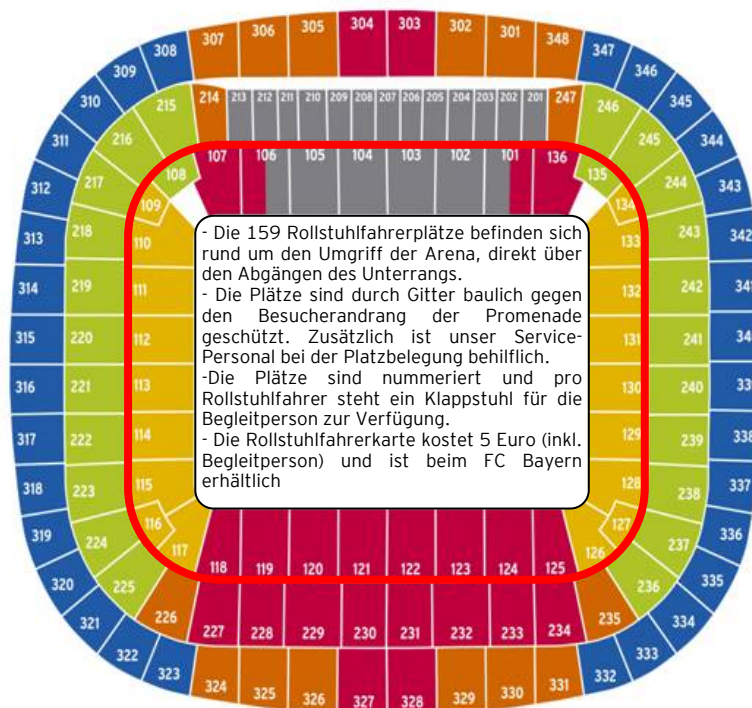 308 307 306 305 304 303 302 301 348 347
309 346
310 215 214 213 212 211 210 209 208 207 206 205 204 203 202 201 247 246 345
311 216 107 106 105 104 103 102 101 136 245 344
312 217 108 135 244 343
109 134
313 218 110 133 243 342
314 219 111 132 242 341
315 220 112 131 241
316 221 113 130 240
317 222 114 129 239 338
318 223 115 128 238 337
319 224 116 127 237 336
320 225 117 126 236 335
118 119 120 121 122 123 124 125
321 226 227 228 229 230 231 232 233 234 235 334
322 323 324 325 326 327 328 329 330 331 332 333
- Die 159 Rollstuhlfahrerplätze befinden sich
rund um den Umgriff der Arena, direkt über
den Abgängen des Unterrangs.
- Die Plätze sind durch Gitter baulich gegen
den Besucherandrang der Promenade
geschützt. Zusätzlich ist unser Service-
Personal bei der Platzbelegung behilflich.
-Die Plätze sind nummeriert und pro
Rollstuhlfahrer steht ein Klappstuhl für die
Begleitperson zur Verfügung.
- Die Rollstuhlfahrerkarte kostet 5 Euro (inkl.
Begleitperson) und ist beim FC Bayern
erhältlich